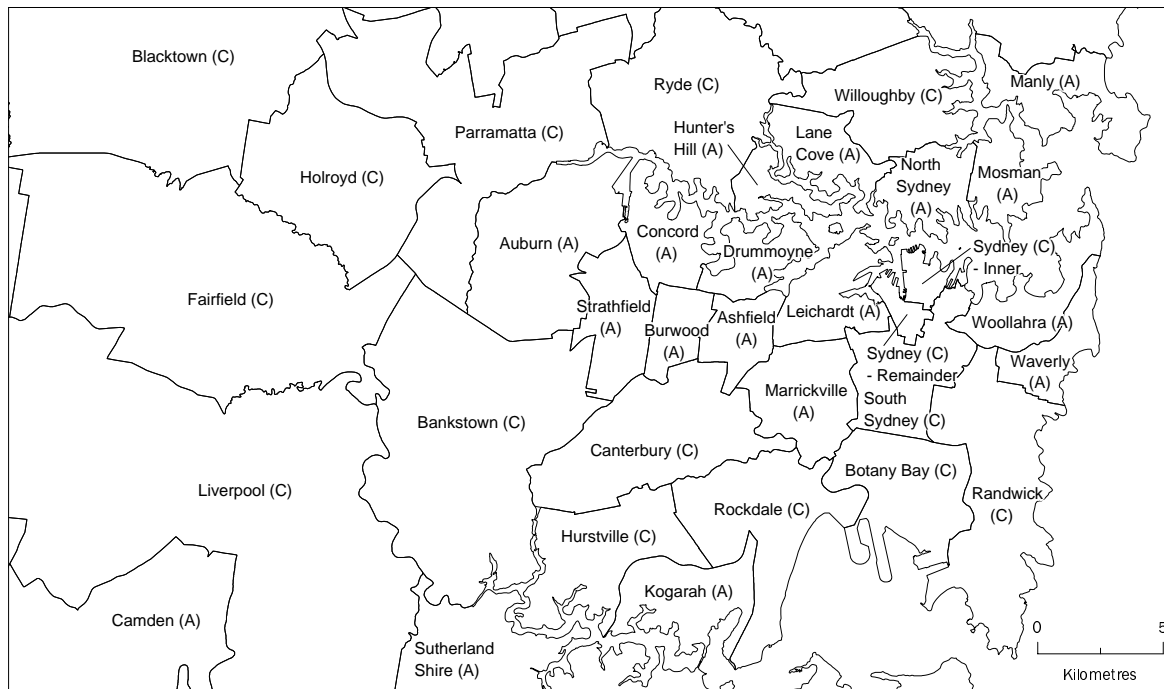 Blacktown (C)
Ryde (C)
Manly (A)
Willoughby (C)
Parramatta (C)
Hunter's
Hill (A)
Lane
Cove (A)
North
Sydney
(A)
Mosman
(A)
Holroyd (C)
Auburn (A)
Concord
(A)
Drummoyne
(A)
Sydney (C)
- Inner
Fairfield (C)
Strathfield
(A)
Burwood
(A)
Ashfield
(A)
Leichardt (A)
Woollahra (A)
Sydney (C)
- Remainder
Waverly
(A)
Marrickville
(A)
South
Sydney (C)
Bankstown (C)
Canterbury (C)
Botany Bay (C)
Liverpool (C)
Rockdale (C)
Randwick
(C)
Hurstville (C)
Kogarah (A)
Camden (A)
Sutherland
Shire (A)
0 5
Kilometres